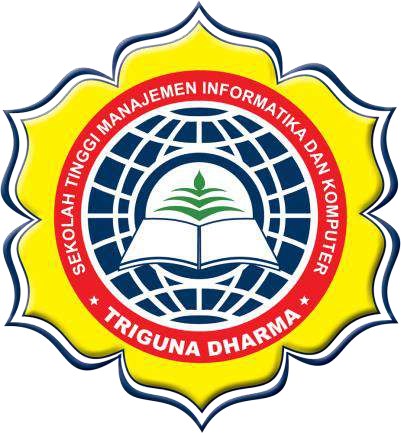 SEKOLAH TINGGI MANAJEMEN INFORMATIKA DAN KOMPUTER
TRIGUNA DHARMA